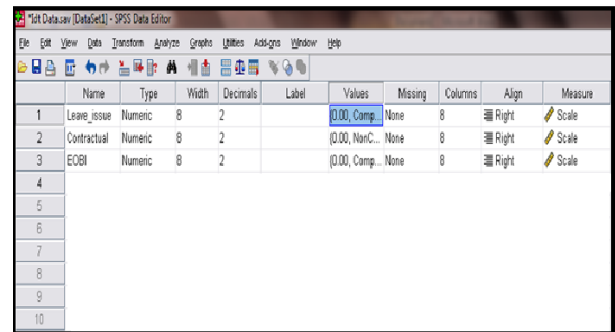 *Idt Data.sav [DataSet1] - SPSS Data Editor
File Edit View Data Transform Analyze Graphs Utilities Add-ons Window Help
Name Type Width Decimals Label Values Missing Columns Align Measure
1 Leave_issue Numeric 8 2 {0.00, Comp... None 8 Right Scale
2 Contractual Numeric 8 2 {0.00, NonC... None 8 Right Scale
3 EOBI Numeric 8 2 {0.00, Comp... None 8 Right Scale
4
5
6
7
8
9
10